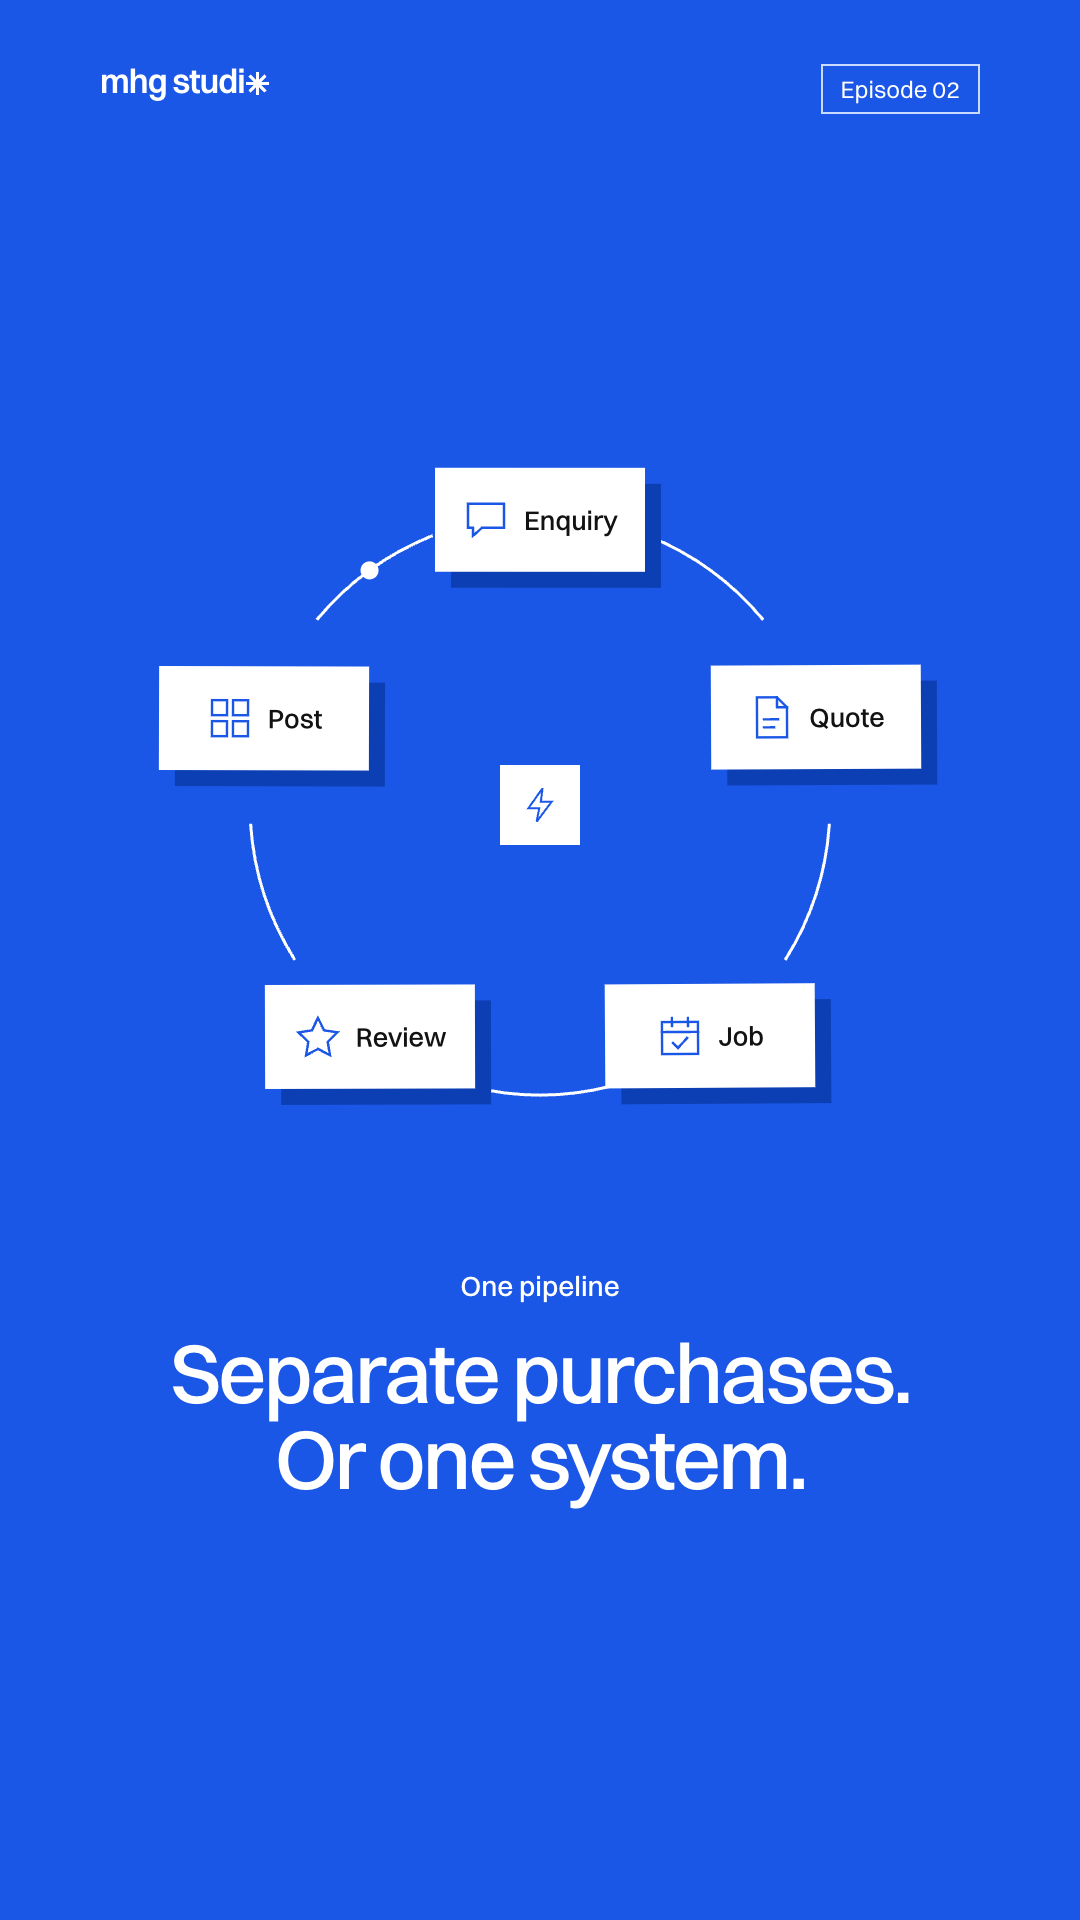 mhg studi*
Episode 02
Enquiry
Post
Quote
Review
Job
One pipeline
Separate purchases.
Or one system.